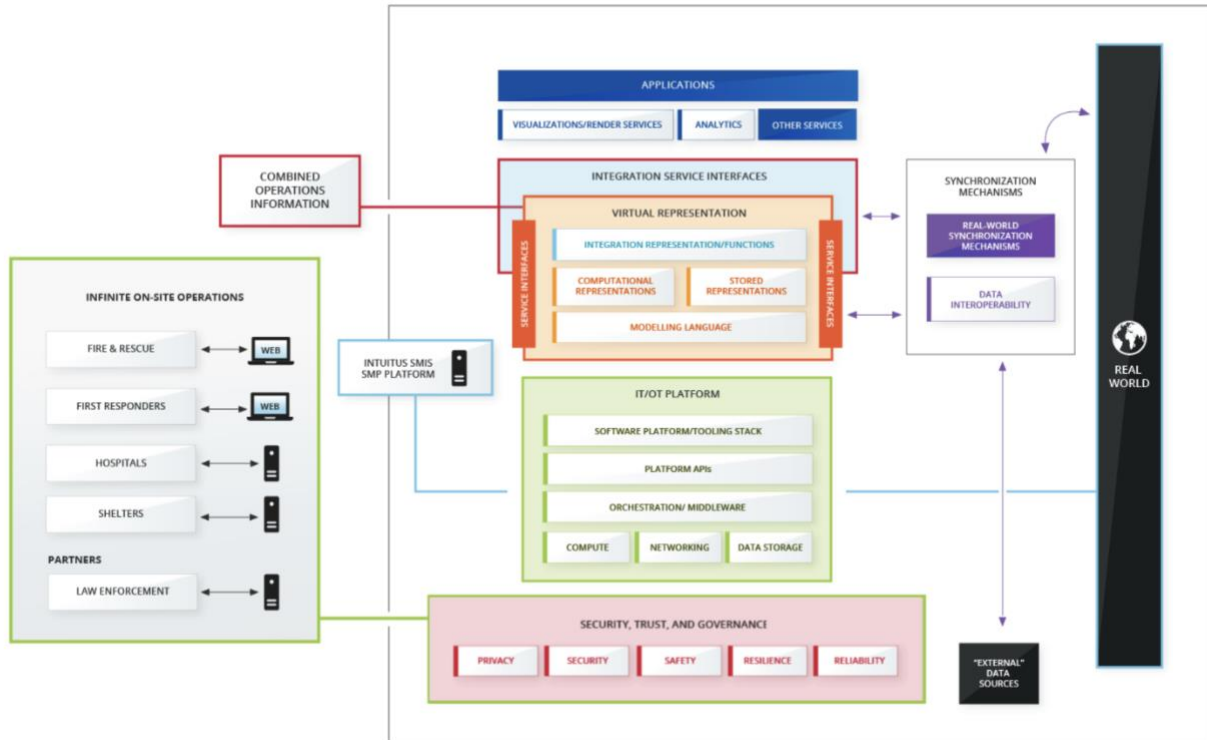 APPLICATIONS
VISUALIZATIONS/RENDER SERVICES
ANALYTICS
OTHER SERVICES
COMBINED
OPERATIONS
INFORMATION
INTEGRATION SERVICE INTERFACES
VIRTUAL REPRESENTATION
SERVICE INTERFACES
INTEGRATION REPRESENTATION/FUNCTIONS
COMPUTATIONAL
REPRESENTATIONS
STORED
REPRESENTATIONS
MODELLING LANGUAGE
SERVICE INTERFACES
SYNCHRONIZATION
MECHANISMS
REAL-WORLD
SYNCHRONIZATION
MECHANISMS
DATA
INTEROPERABILITY
REAL
WORLD
INFINITE ON-SITE OPERATIONS
FIRE & RESCUE
WEB
FIRST RESPONDERS
WEB
HOSPITALS
SHELTERS
PARTNERS
LAW ENFORCEMENT
INTUITUS SMIS
SMP PLATFORM
IT/OT PLATFORM
SOFTWARE PLATFORM/TOOLING STACK
PLATFORM APIs
ORCHESTRATION/ MIDDLEWARE
COMPUTE
NETWORKING
DATA STORAGE
SECURITY, TRUST, AND GOVERNANCE
PRIVACY
SECURITY
SAFETY
RESILIENCE
RELIABILITY
"EXTERNAL"
DATA
SOURCES